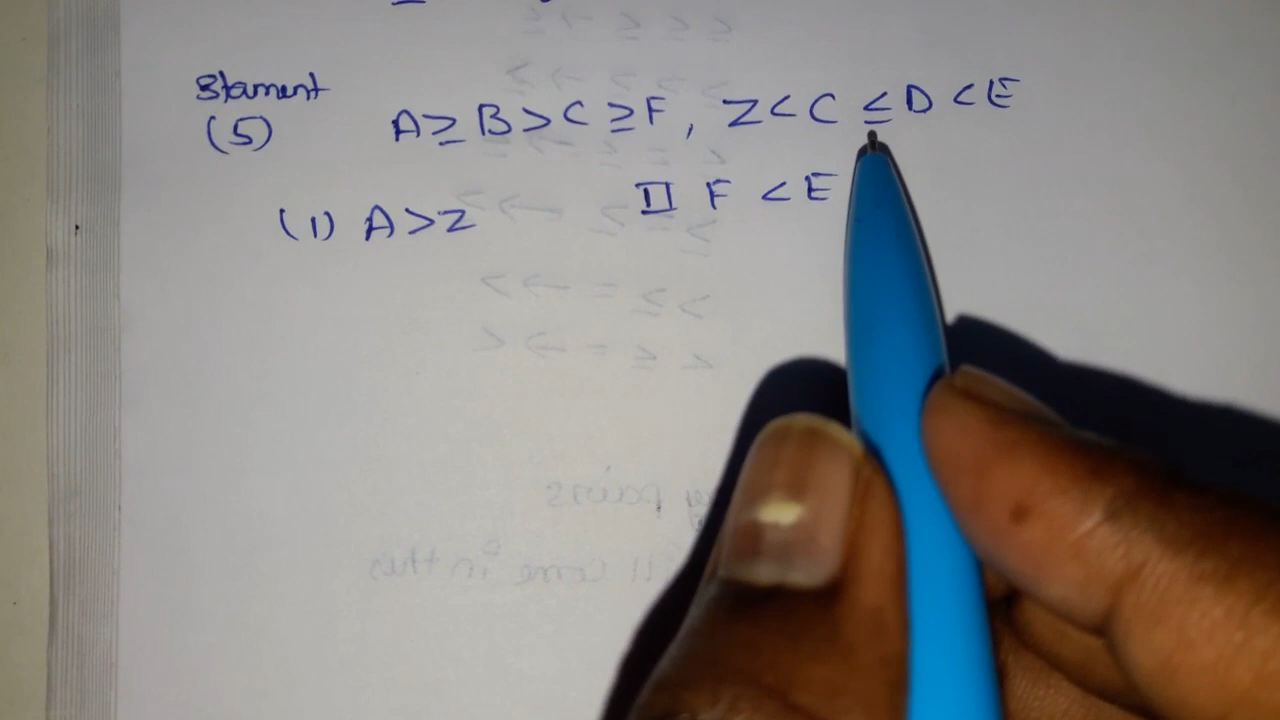 Stament
(5) A ≥ B > C ≥ F, Z < C ≤ D < E
(1) A > Z II F < E